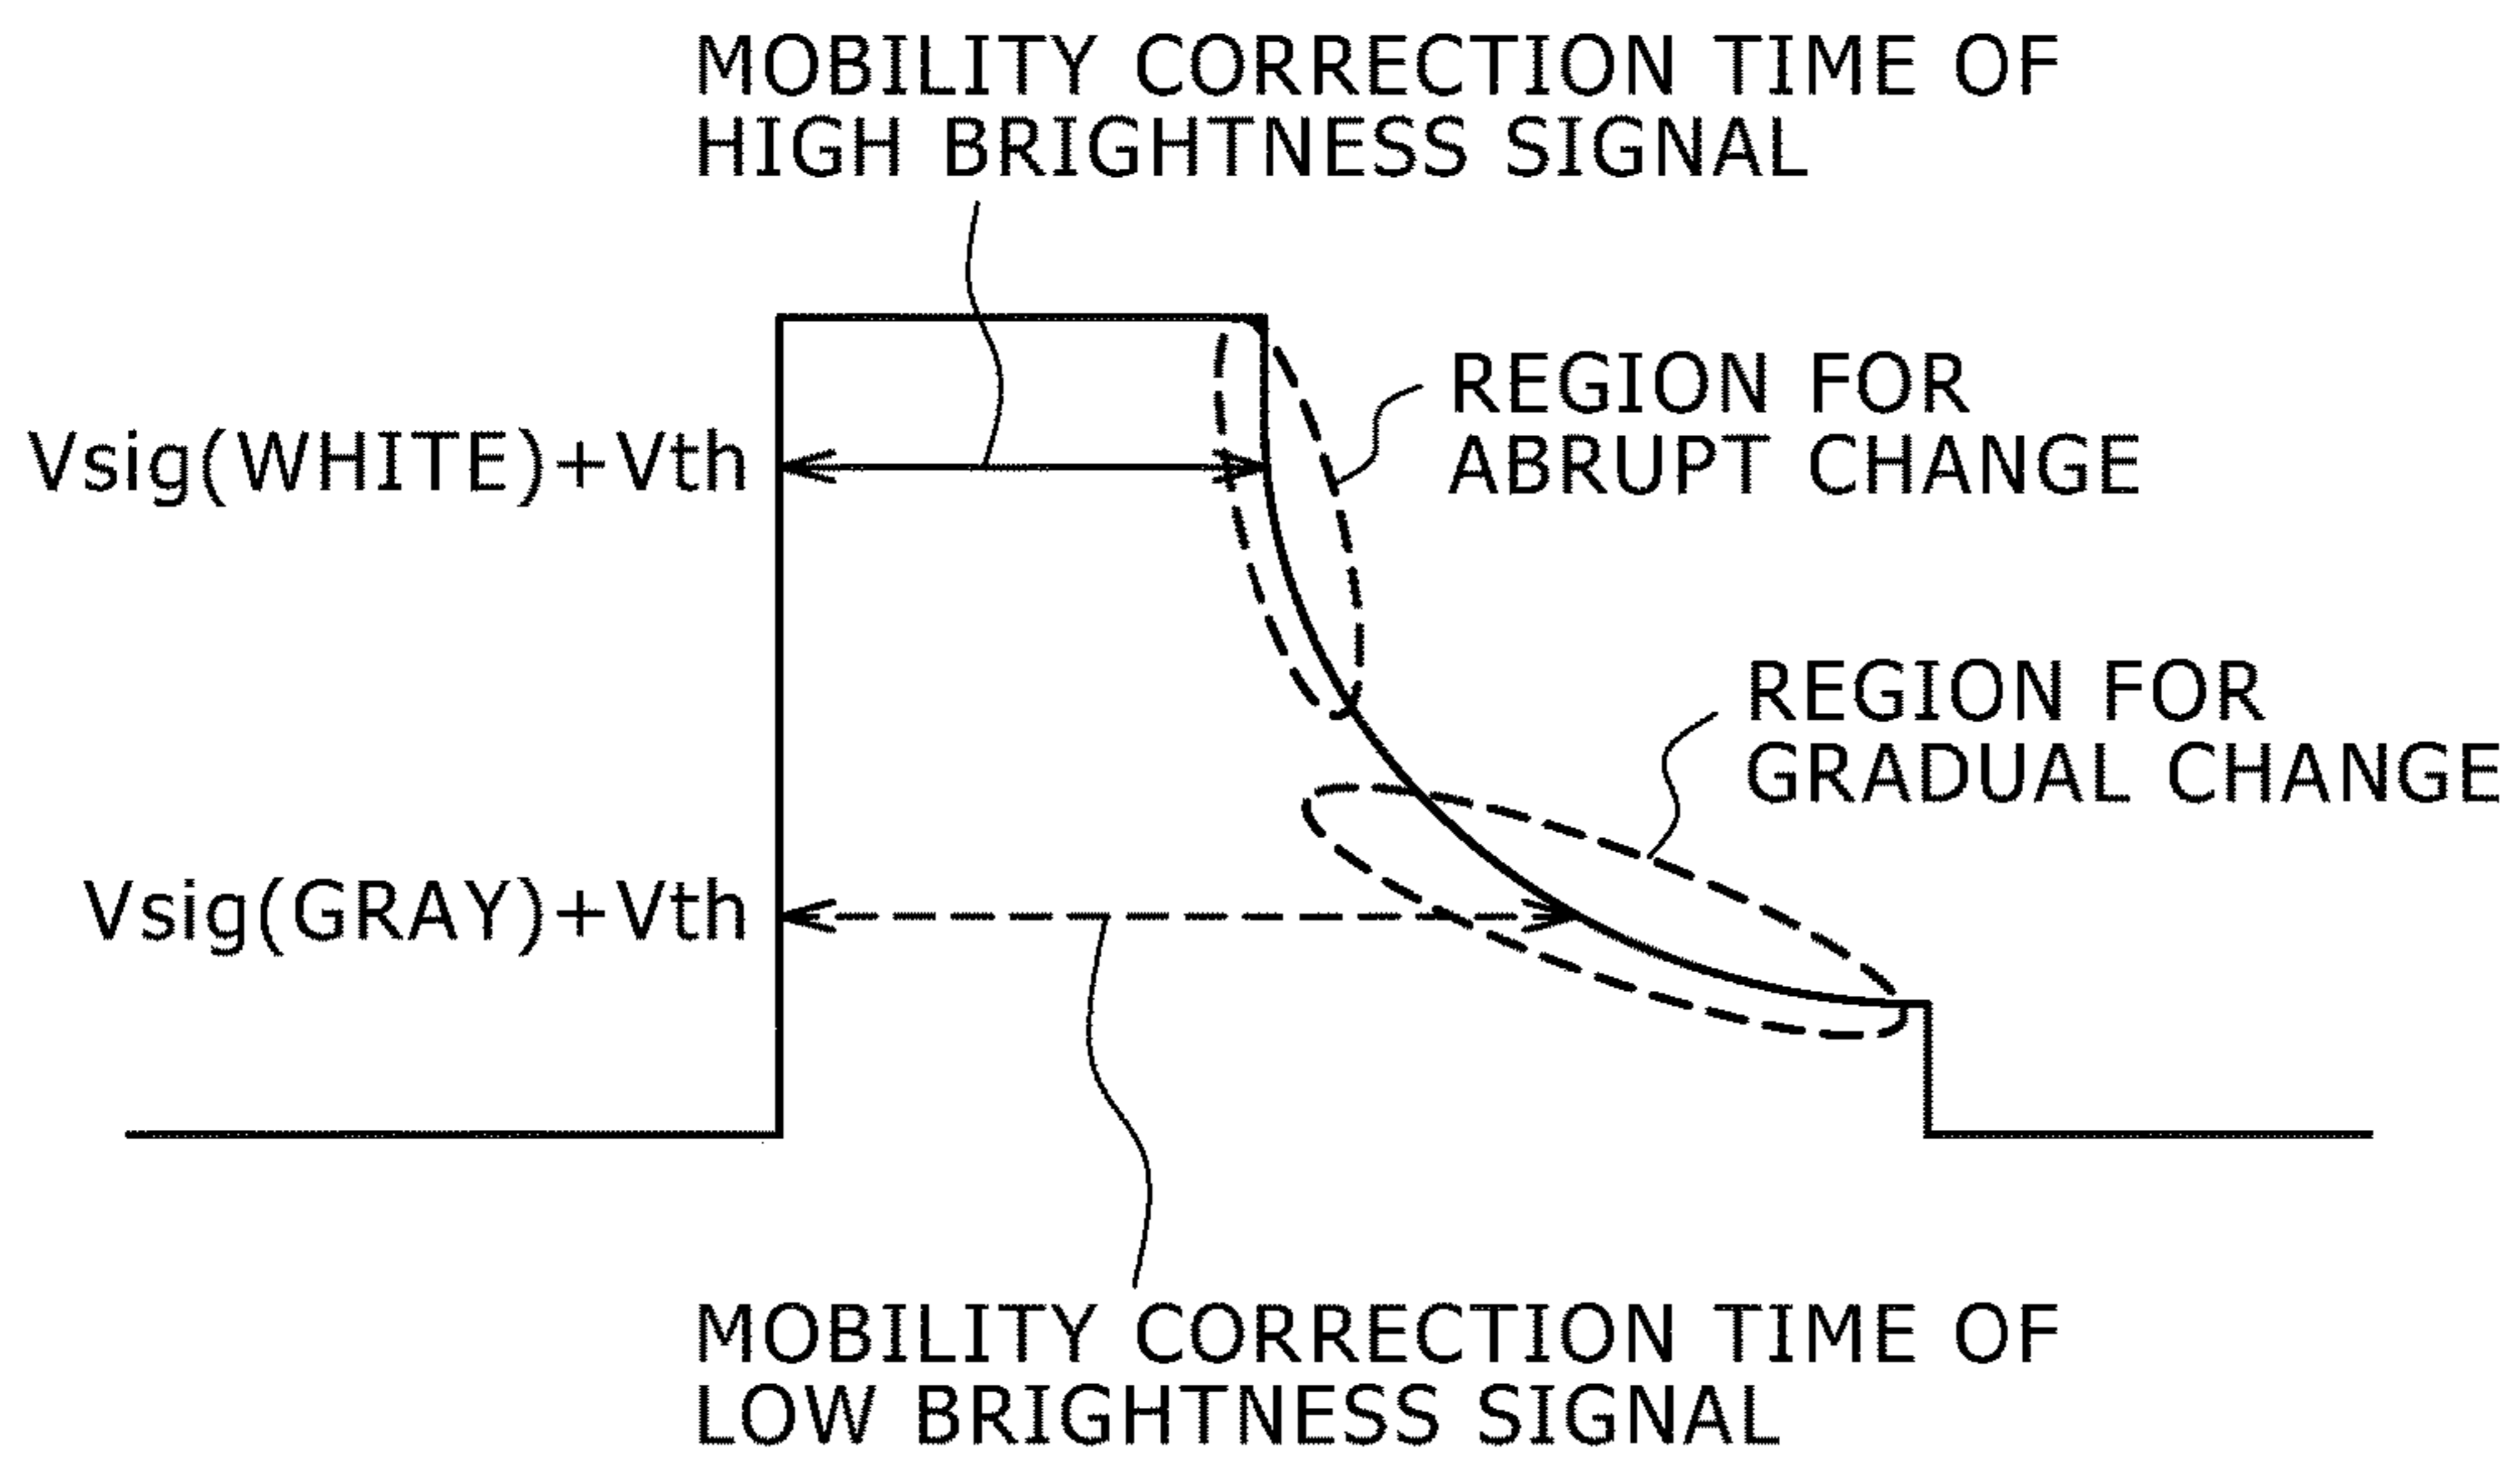 MOBILITY CORRECTION TIME OF
HIGH BRIGHTNESS SIGNAL
REGION FOR
ABRUPT CHANGE
Vsig(WHITE)+Vth
REGION FOR
GRADUAL CHANGE
Vsig(GRAY)+Vth
MOBILITY CORRECTION TIME OF
LOW BRIGHTNESS SIGNAL